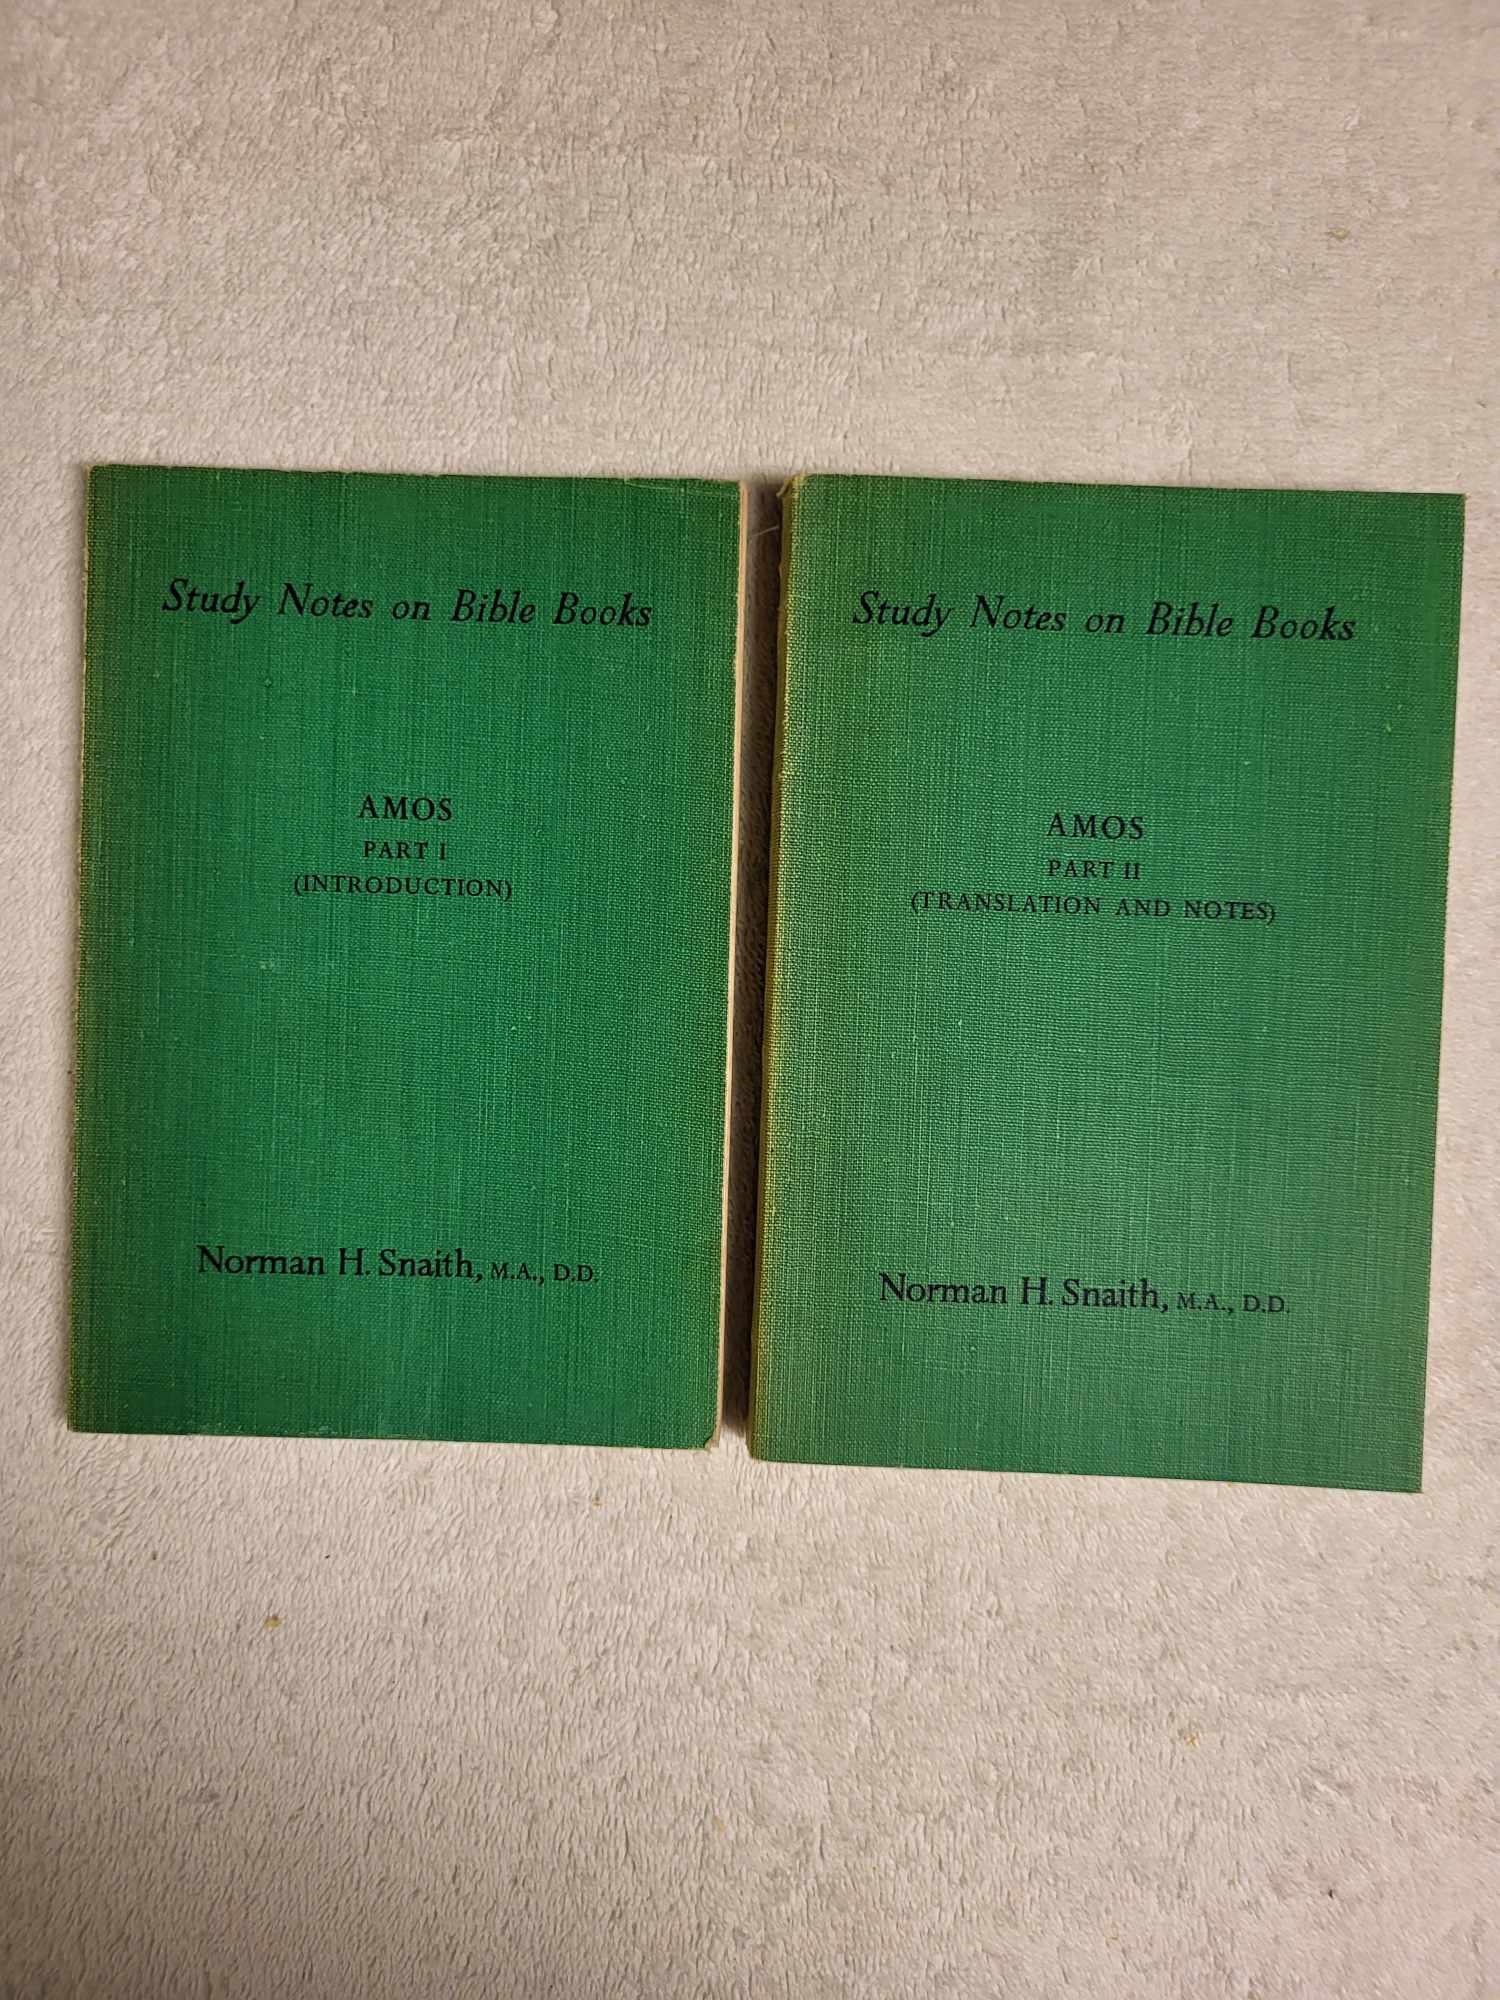 Study Notes on Bible Books
AMOS
PART I
(INTRODUCTION)
Norman H. Snaith, M.A., D.D.
Study Notes on Bible Books
AMOS
PART II
(TRANSLATION AND NOTES)
Norman H. Snaith, M.A., D.D.